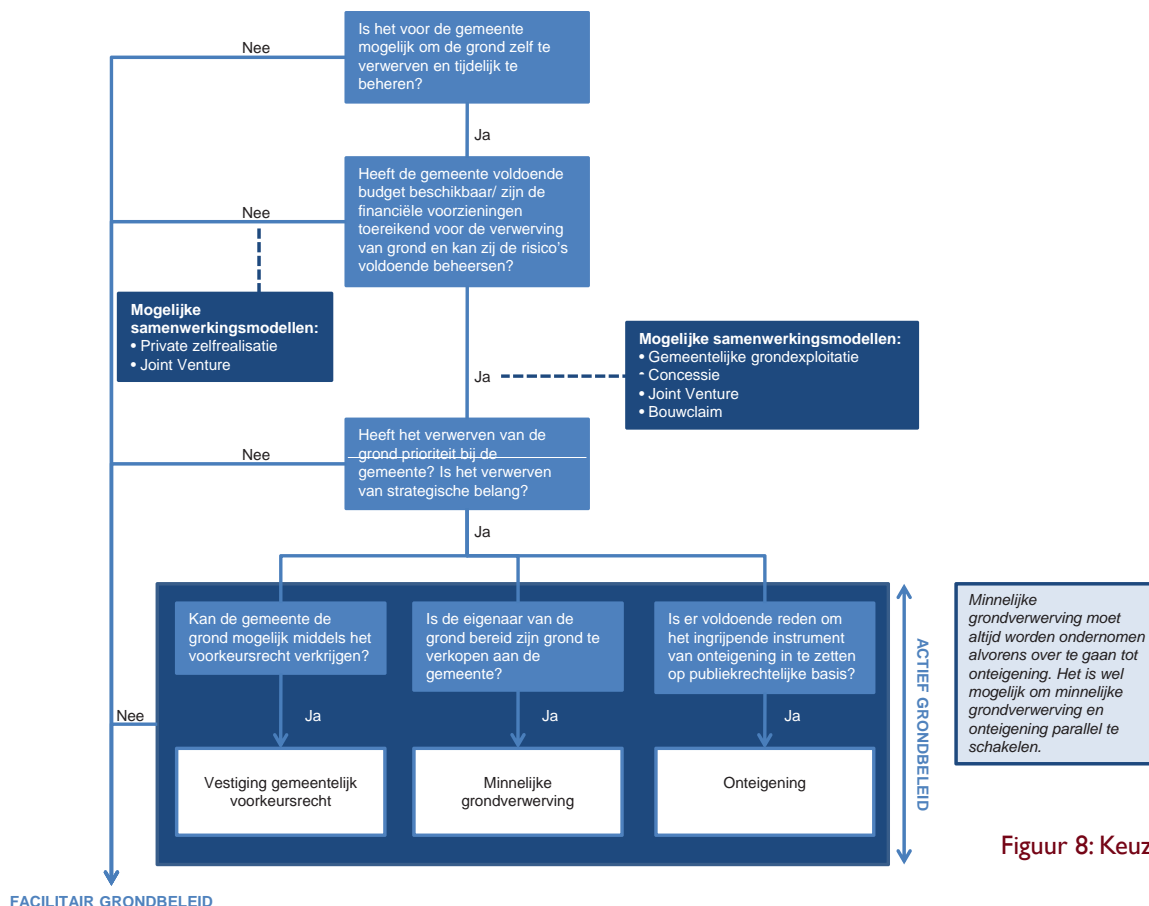 Is het voor de gemeente
mogelijk om de grond zelf te
verwerven en tijdelijk te
beheren?
Nee
Ja
Heeft de gemeente voldoende
budget beschikbaar/ zijn de
financiële voorzieningen
toereikend voor de verwerving
van grond en kan zij de risico's
voldoende beheersen?
Nee
Mogelijke
samenwerkingsmodellen:
• Private zelfrealisatie
• Joint Venture
Ja
Mogelijke samenwerkingsmodellen:
• Gemeentelijke grondexploitatie
• Concessie
• Joint Venture
• Bouwclaim
Heeft het verwerven van de
grond prioriteit bij de
gemeente? Is het verwerven
van strategische belang?
Nee
Ja
Kan de gemeente de
grond mogelijk middels het
voorkeursrecht verkrijgen?
Is de eigenaar van de
grond bereid zijn grond te
verkopen aan de
gemeente?
Is er voldoende reden om
het ingrijpende instrument
van onteigening in te zetten
op publiekrechtelijke basis?
Nee
Ja
Ja
Ja
Vestiging gemeentelijk
voorkeursrecht
Minnelijke
grondverwerving
Onteigening
ACTIEF GRONDBELEID
Minnelijke
grondverwerving moet
altijd worden ondernomen
alvorens over te gaan tot
onteigening. Het is wel
mogelijk om minnelijke
grondverwerving en
onteigening parallel te
schakelen.
Figuur 8: Keuz
FACILITAIR GRONDBELEID